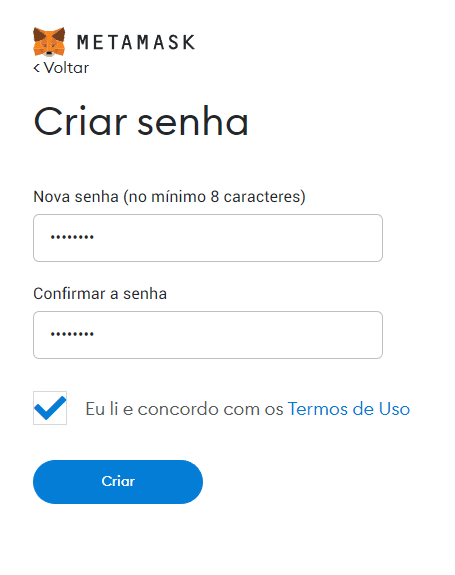 METAMASK
< Voltar
Criar senha
Nova senha (no mínimo 8 caracteres)
••••••••
Confirmar a senha
••••••••
Eu li e concordo com os Termos de Uso
Criar